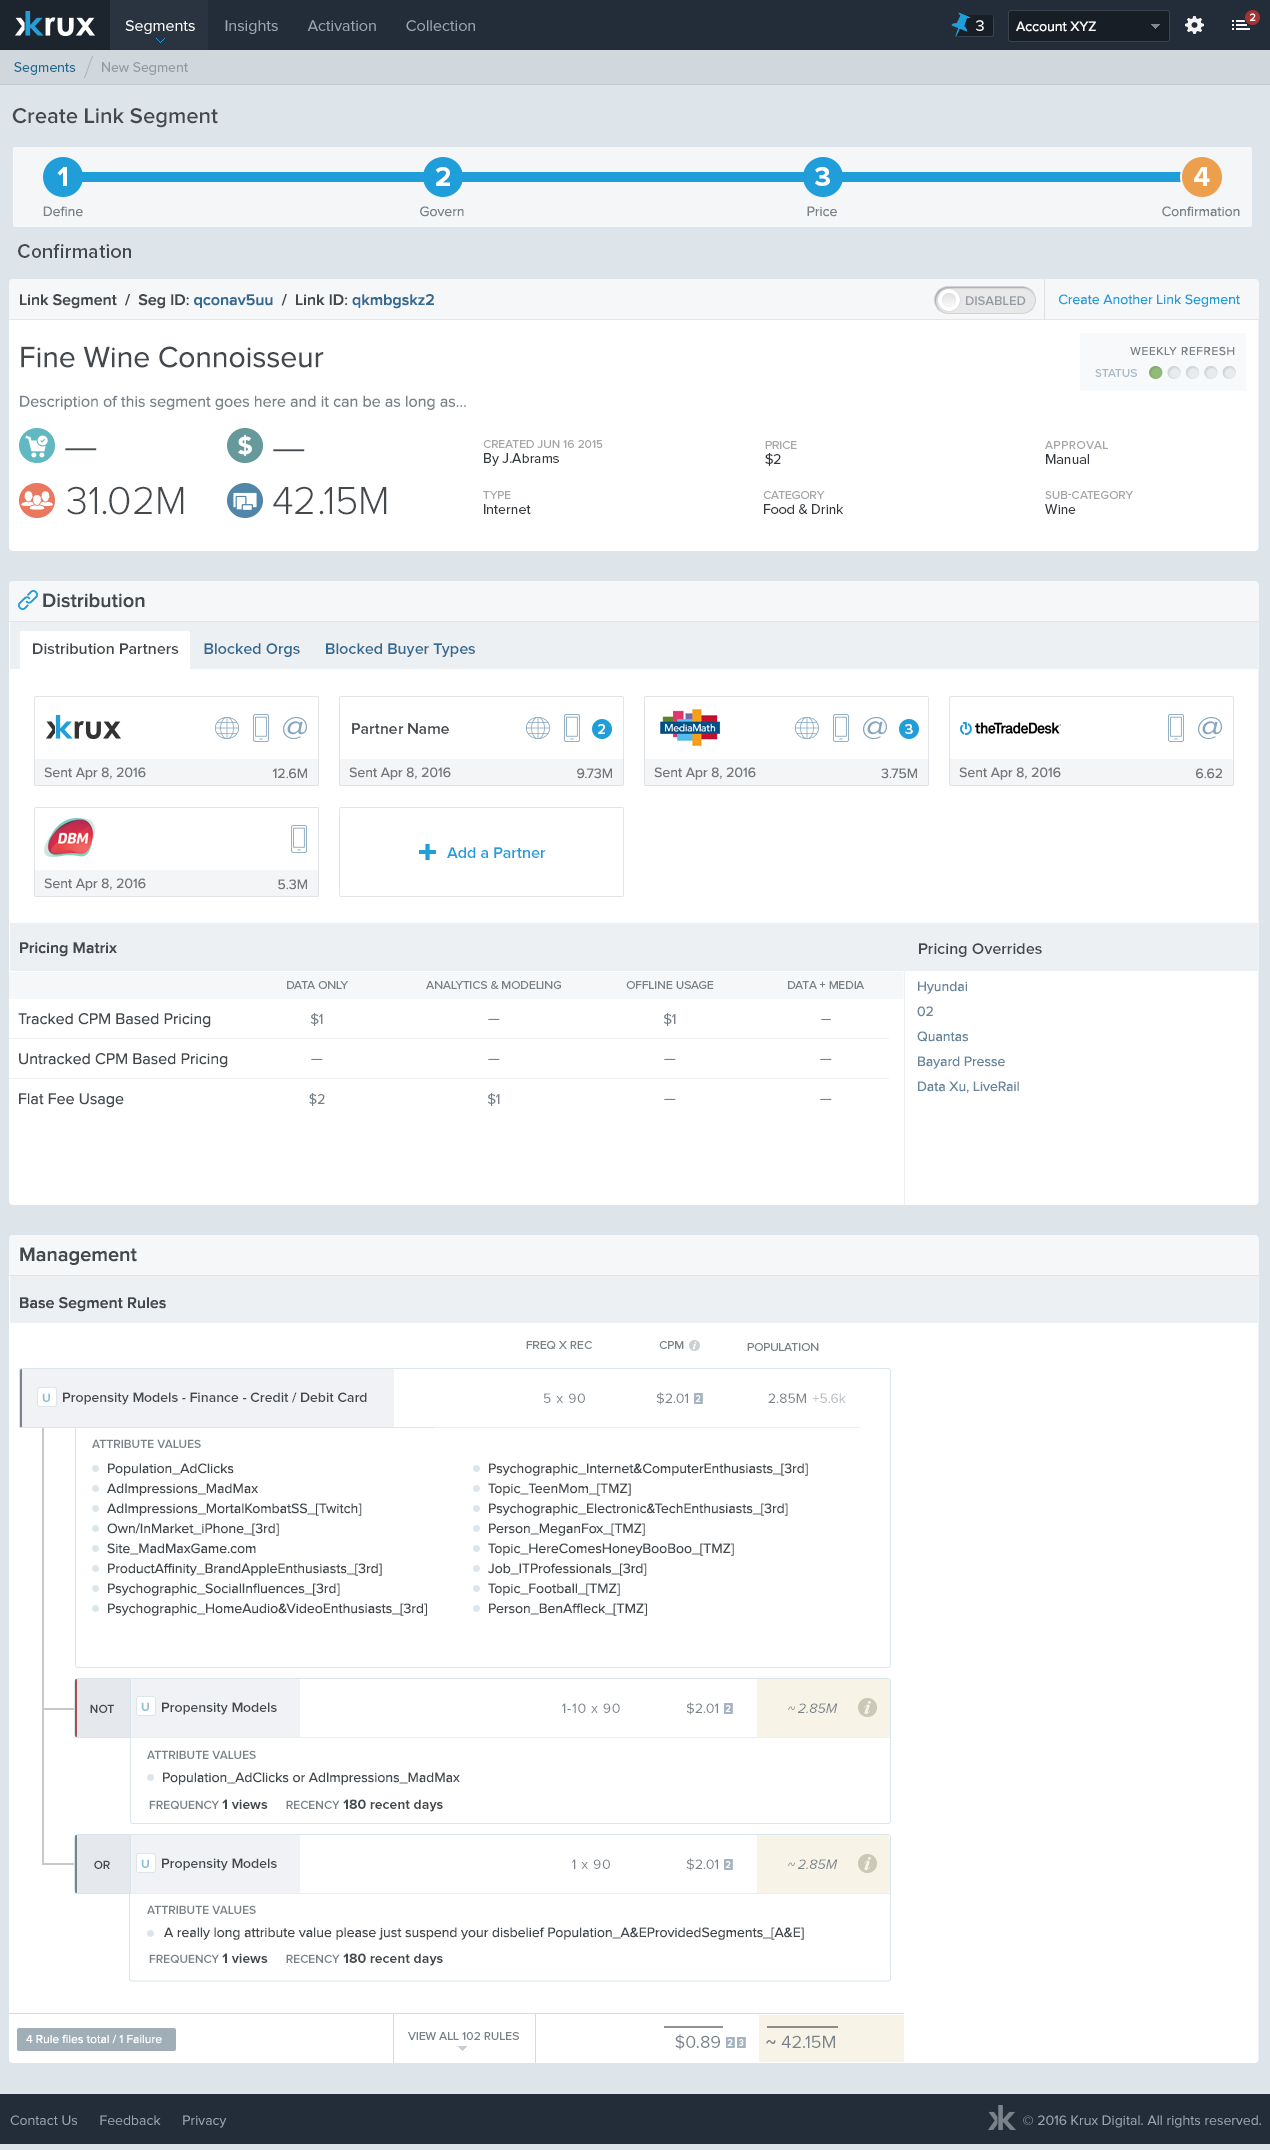 krux
Segments Insights Activation Collection
3 Account XYZ 2
Segments / New Segment
Create Link Segment
1 2 3 4
Define Govern Price Confirmation
Confirmation
Link Segment / Seg ID: qconav5uu / Link ID: qkmbgskz2
DISABLED Create Another Link Segment
Fine Wine Connoisseur
WEEKLY REFRESH
STATUS
Description of this segment goes here and it can be as long as...
— $ —
CREATED JUN 16 2015 PRICE APPROVAL
By J.Abrams $2 Manual
31.02M 42.15M
TYPE CATEGORY SUB-CATEGORY
Internet Food & Drink Wine
Distribution
Distribution Partners Blocked Orgs Blocked Buyer Types
krux @
Sent Apr 8, 2016 12.6M
Partner Name 2
Sent Apr 8, 2016 9.73M
MediaMath @ 3
Sent Apr 8, 2016 3.75M
theTradeDesk @
Sent Apr 8, 2016 6.62
DBM
Sent Apr 8, 2016 5.3M
+ Add a Partner
Pricing Matrix
DATA ONLY ANALYTICS & MODELING OFFLINE USAGE DATA + MEDIA
Tracked CPM Based Pricing $1 — $1 —
Untracked CPM Based Pricing — — — —
Flat Fee Usage $2 $1 — —
Pricing Overrides
Hyundai
02
Quantas
Bayard Presse
Data Xu, LiveRail
Management
Base Segment Rules
FREQ X REC CPM i POPULATION
U Propensity Models - Finance - Credit / Debit Card 5 x 90 $2.01 2 2.85M +5.6k
ATTRIBUTE VALUES
Population_AdClicks
AdImpressions_MadMax
AdImpressions_MortalKombatSS_[Twitch]
Own/InMarket_iPhone_[3rd]
Site_MadMaxGame.com
ProductAffinity_BrandAppleEnthusiasts_[3rd]
Psychographic_SocialInfluences_[3rd]
Psychographic_HomeAudio&VideoEnthusiasts_[3rd]
Psychographic_Internet&ComputerEnthusiasts_[3rd]
Topic_TeenMom_[TMZ]
Psychographic_Electronic&TechEnthusiasts_[3rd]
Person_MeganFox_[TMZ]
Topic_HereComesHoneyBooBoo_[TMZ]
Job_ITProfessionals_[3rd]
Topic_Football_[TMZ]
Person_BenAffleck_[TMZ]
NOT U Propensity Models 1-10 x 90 $2.01 2 ~2.85M i
ATTRIBUTE VALUES
Population_AdClicks or AdImpressions_MadMax
FREQUENCY 1 views RECENCY 180 recent days
OR U Propensity Models 1 x 90 $2.01 2 ~2.85M i
ATTRIBUTE VALUES
A really long attribute value please just suspend your disbelief Population_A&EProvidedSegments_[A&E]
FREQUENCY 1 views RECENCY 180 recent days
4 Rule files total / 1 Failure VIEW ALL 102 RULES $0.89 2 3 ~ 42.15M
Contact Us Feedback Privacy © 2016 Krux Digital. All rights reserved.